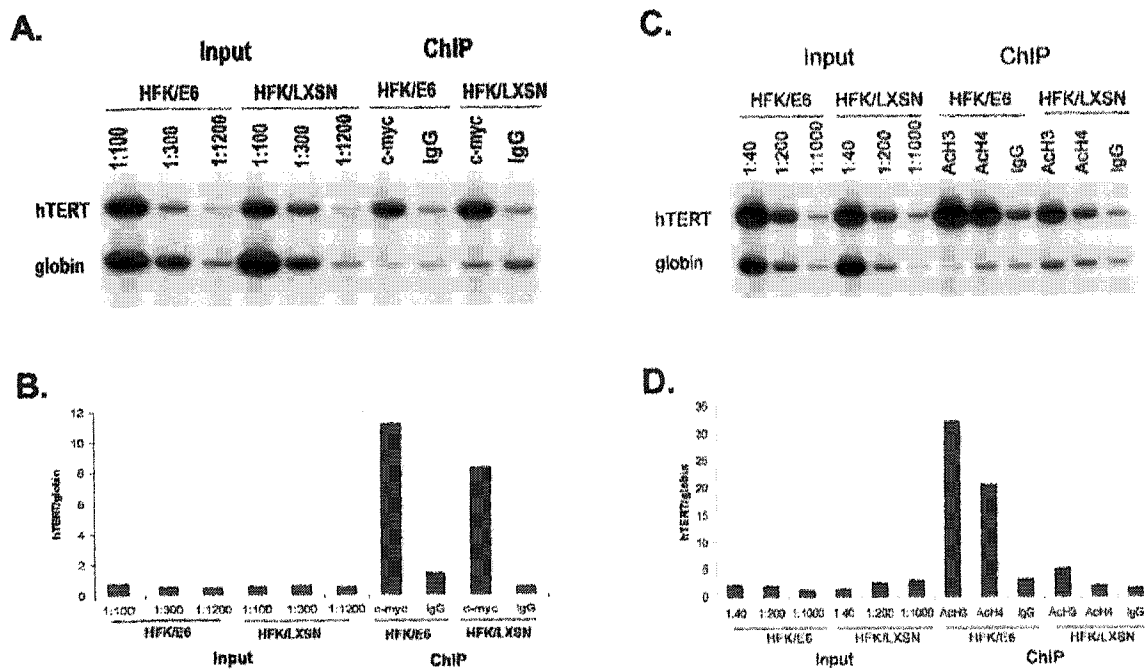 A.
Input ChIP
HFK/E6 HFK/LXSN HFK/E6 HFK/LXSN
1:100 1:300 1:1200 1:100 1:300 1:1200 c-myc IgG c-myc IgG
hTERT
globin
C.
Input ChIP
HFK/E6 HFK/LXSN HFK/E6 HFK/LXSN
1:40 1:200 1:1000 1:40 1:200 1:1000 AcH3 AcH4 IgG AcH3 AcH4 IgG
hTERT
globin
B.
hTERT/globin
12
10
8
6
4
2
0
1:100 1:300 1:1200 1:100 1:300 1:1200 c-myc IgG c-myc IgG
HFK/E6 HFK/LXSN HFK/E6 HFK/LXSN
Input ChIP
D.
hTERT/globin
35
30
25
20
15
10
5
0
1:40 1:200 1:1000 1:40 1:200 1:1000 AcH3 AcH4 IgG AcH3 AcH4 IgG
HFK/E6 HFK/LXSN HFK/E6 HFK/LXSN
Input ChIP